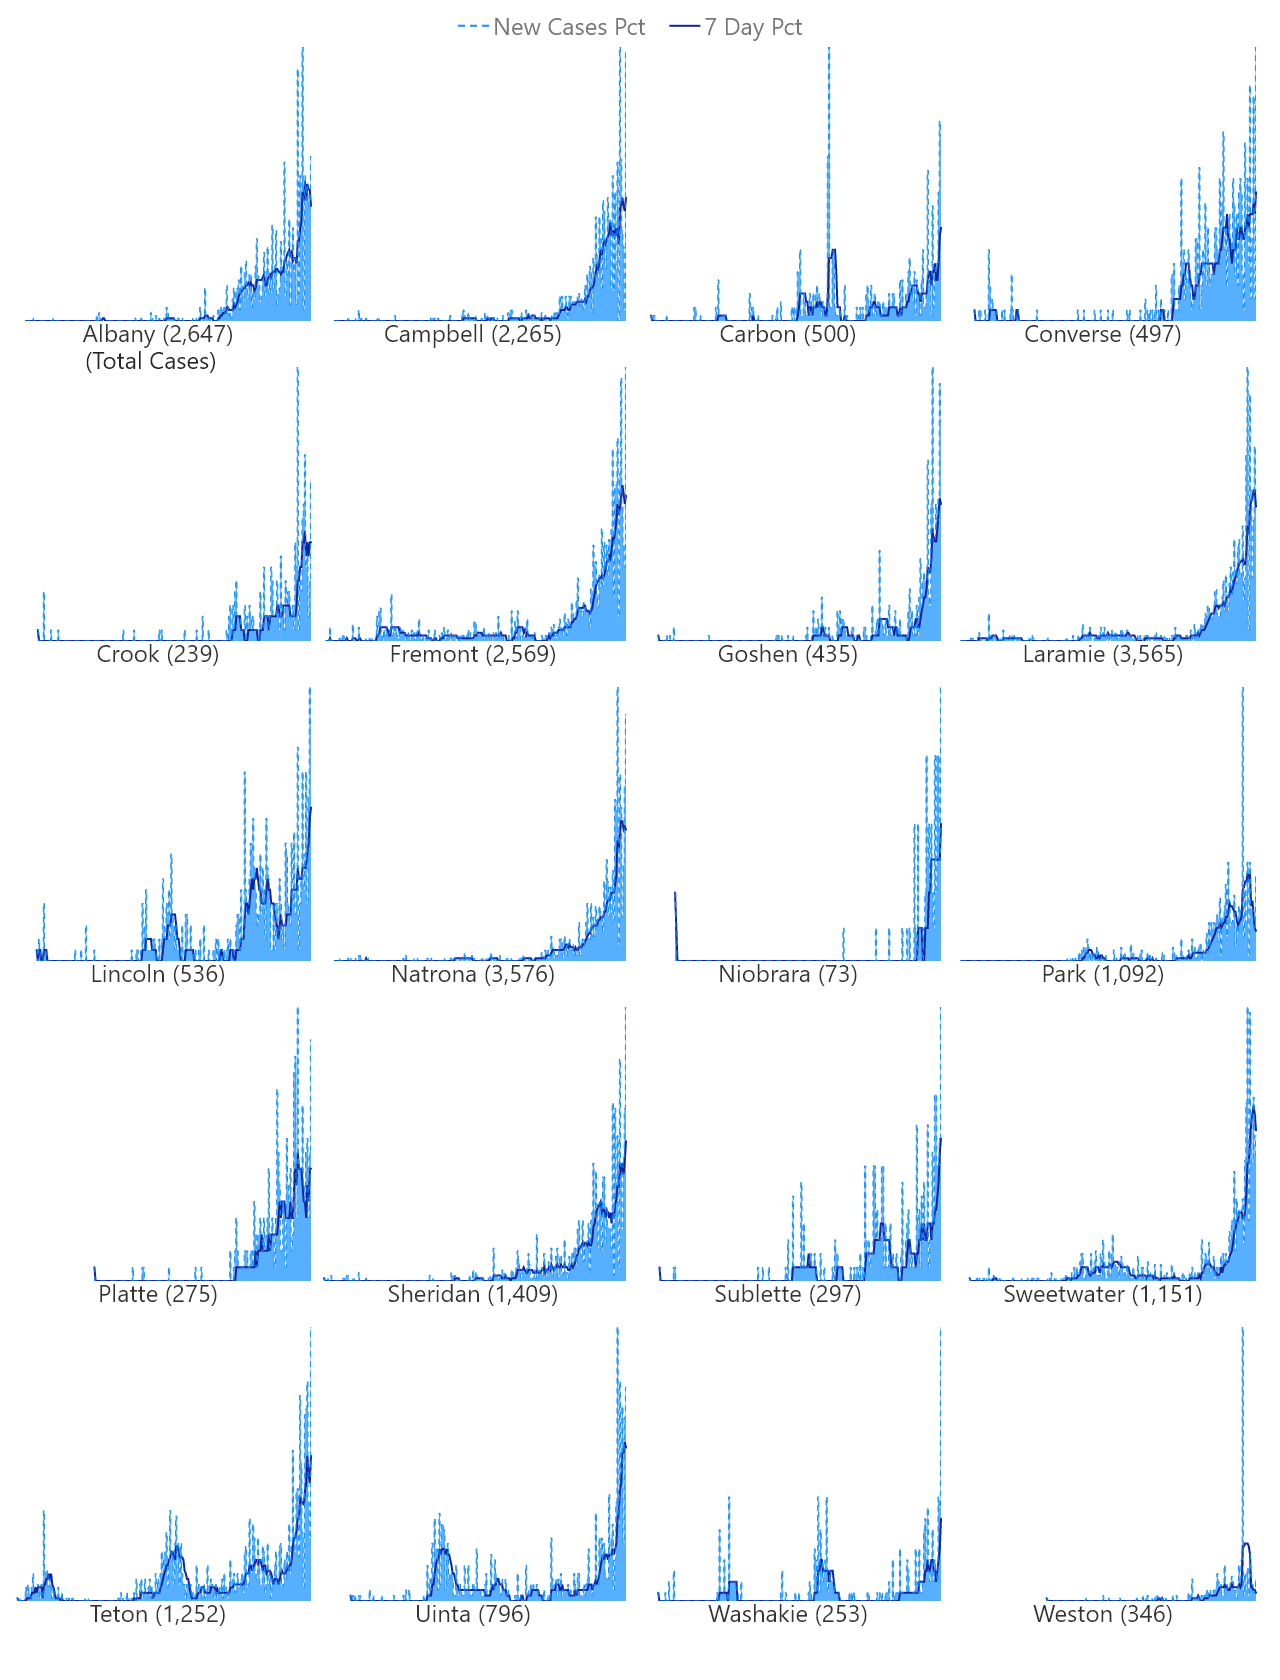 New Cases Pct 7 Day Pct
Albany (2,647) Campbell (2,265) Carbon (500) Converse (497)
(Total Cases)
Crook (239) Fremont (2,569) Goshen (435) Laramie (3,565)
Lincoln (536) Natrona (3,576) Niobrara (73) Park (1,092)
Platte (275) Sheridan (1,409) Sublette (297) Sweetwater (1,151)
Teton (1,252) Uinta (796) Washakie (253) Weston (346)